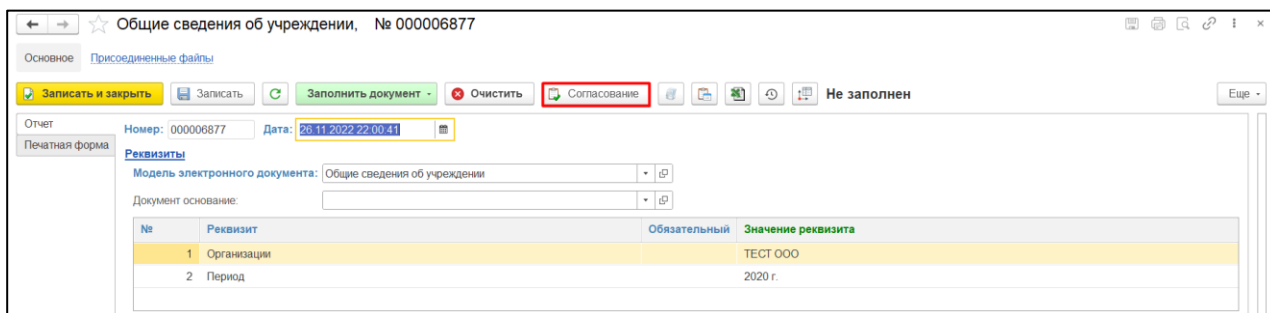 Общие сведения об учреждении, № 000006877
Основное Присоединенные файлы
Записать и закрыть Записать Заполнить документ Очистить Согласование Не заполнен Еще
Отчет
Печатная форма
Номер: 000006877 Дата: 26.11.2022 22:00:41
Реквизиты
Модель электронного документа: Общие сведения об учреждении
Документ основание:
№ Реквизит Обязательный Значение реквизита
1 Организации ТЕСТ ООО
2 Период 2020 г.